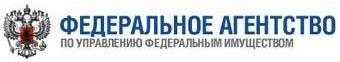 ФЕДЕРАЛЬНОЕ АГЕНТСТВО
ПО УПРАВЛЕНИЮ ФЕДЕРАЛЬНЫМ ИМУЩЕСТВОМ